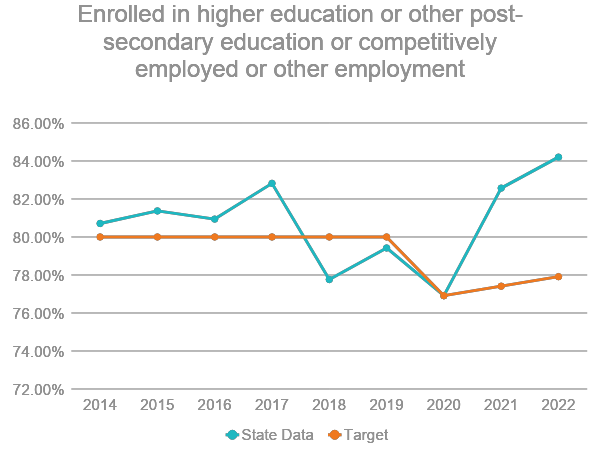 Enrolled in higher education or other post-
secondary education or competitively
employed or other employment
86.00%
84.00%
82.00%
80.00%
78.00%
76.00%
74.00%
72.00%
2014 2015 2016 2017 2018 2019 2020 2021 2022
State Data Target